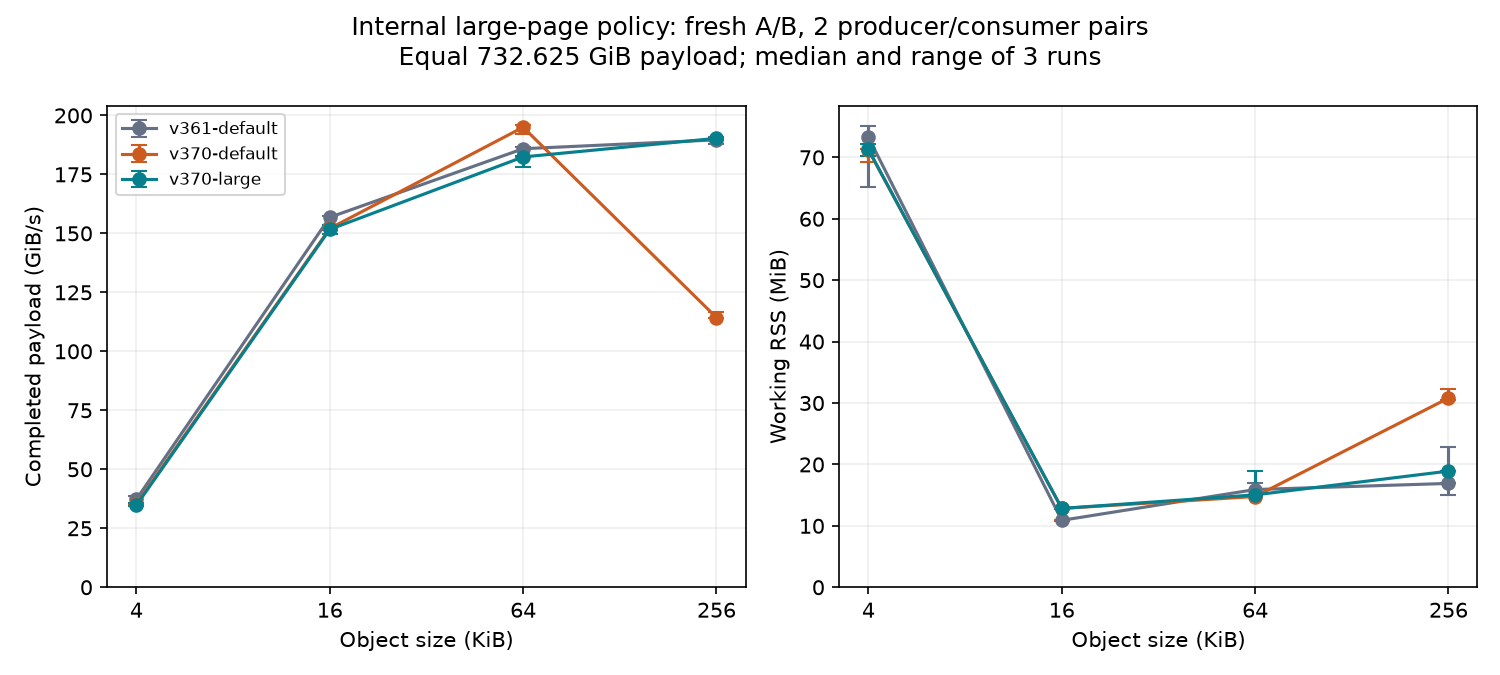 Internal large-page policy: fresh A/B, 2 producer/consumer pairs
Equal 732.625 GiB payload; median and range of 3 runs
Completed payload (GiB/s)
200
175
150
125
100
75
50
25
0
v361-default
v370-default
v370-large
4
16
64
256
Object size (KiB)
Working RSS (MiB)
70
60
50
40
30
20
10
0
4
16
64
256
Object size (KiB)